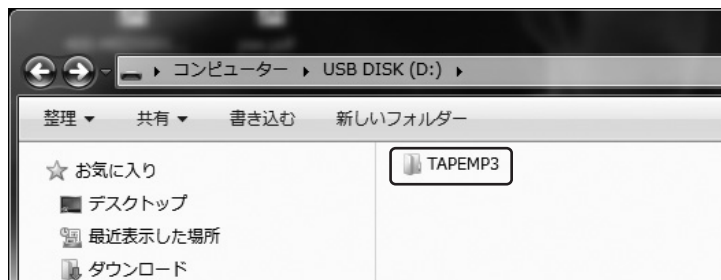 コンピューター ▸ USB DISK (D:) ▸
整理 ▼ 共有 ▼ 書き込む 新しいフォルダー
お気に入り
TAPEMP3
デスクトップ
最近表示した場所
ダウンロード